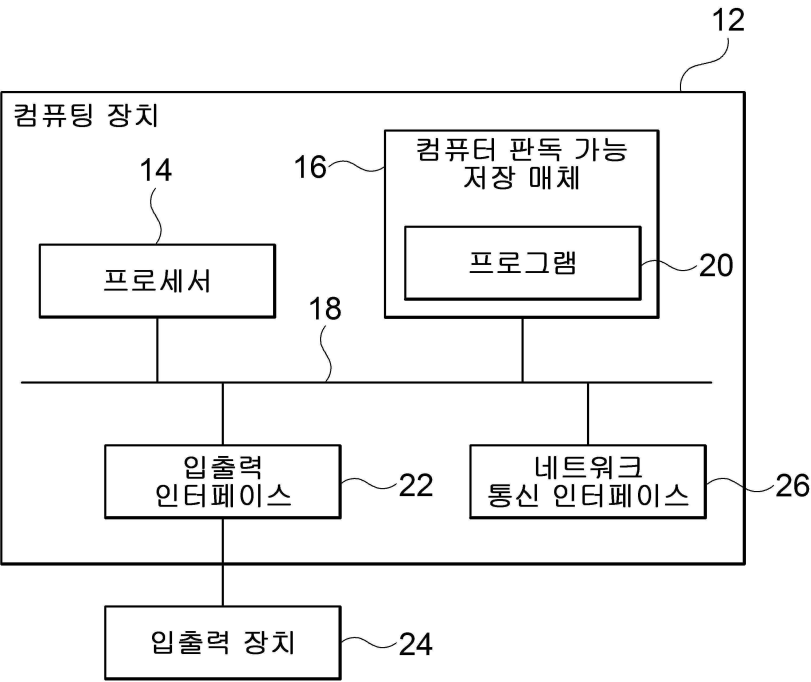 12
컴퓨팅 장치
14
프로세서
16
컴퓨터 판독 가능
저장 매체
프로그램
20
18
입출력
인터페이스
22
네트워크
통신 인터페이스
26
입출력 장치
24